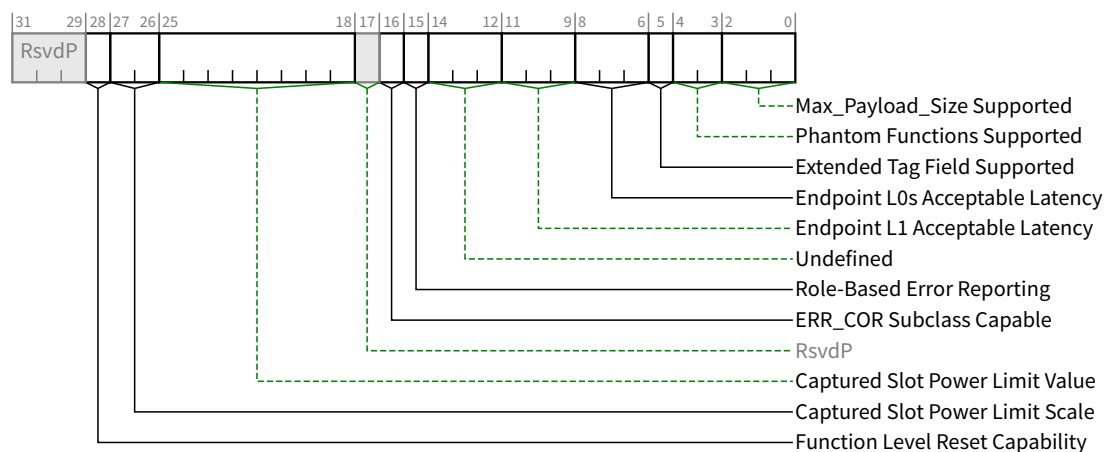 31 29 28 27 26 25 18 17 16 15 14 12 11 9 8 6 5 4 3 2 0
RsvdP
Max_Payload_Size Supported
Phantom Functions Supported
Extended Tag Field Supported
Endpoint L0s Acceptable Latency
Endpoint L1 Acceptable Latency
Undefined
Role-Based Error Reporting
ERR_COR Subclass Capable
RsvdP
Captured Slot Power Limit Value
Captured Slot Power Limit Scale
Function Level Reset Capability